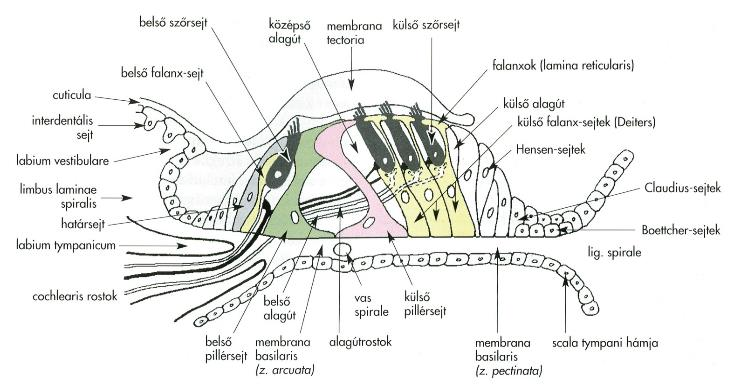 belső szőrsejt
középső
alagút
membrana
tectoria
külső szőrsejt
belső falanx-sejt
falanxok (lamina reticularis)
cuticula
külső alagút
interdentális
sejt
külső falanx-sejtek (Deiters)
Hensen-sejtek
labium vestibulare
limbus laminae
spiralis
Claudius-sejtek
határsejt
Boettcher-sejtek
labium tympanicum
lig. spirale
cochlearis rostok
belső
alagút
vas
spirale
külső
pillérsejt
belső
pillérsejt
membrana
basilaris
(z. arcuata)
alagútrostok
membrana
basilaris
(z. pectinata)
scala tympani hámja